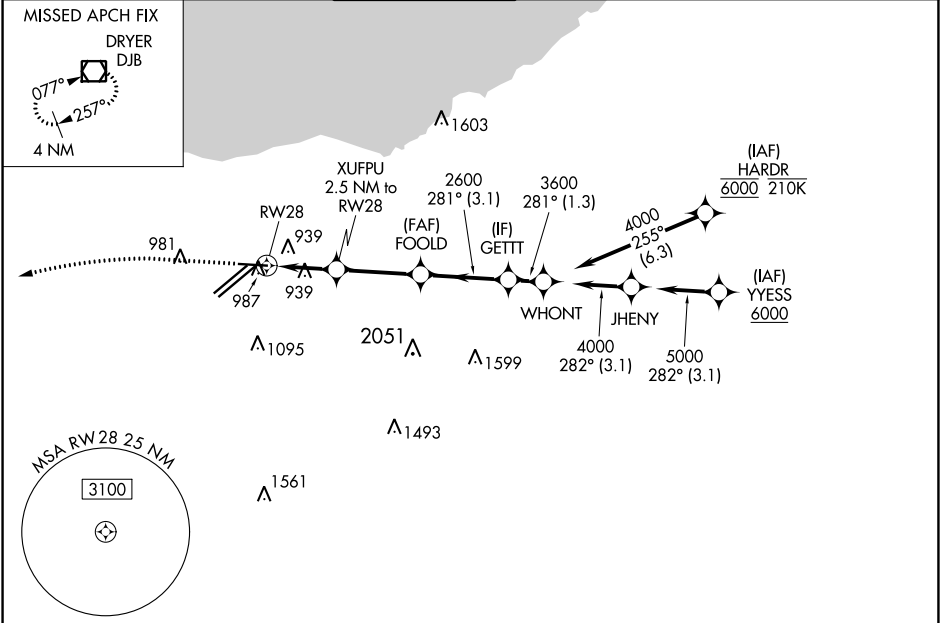 MISSED APCH FIX
DRYER
DJB
077°
257°
4 NM
1603
(IAF)
HARDR
6000 210K
XUFPU
2.5 NM to
RW28
2600
281° (3.1)
3600
281° (1.3)
4000
255°
(6.3)
RW28
(FAF)
FOOLD
(IF)
GETTT
981
939
939
987
WHONT
JHENY
(IAF)
YYESS
6000
4000
282° (3.1)
5000
282° (3.1)
1095
2051
1599
1493
1561
MSA RW28 25 NM
3100